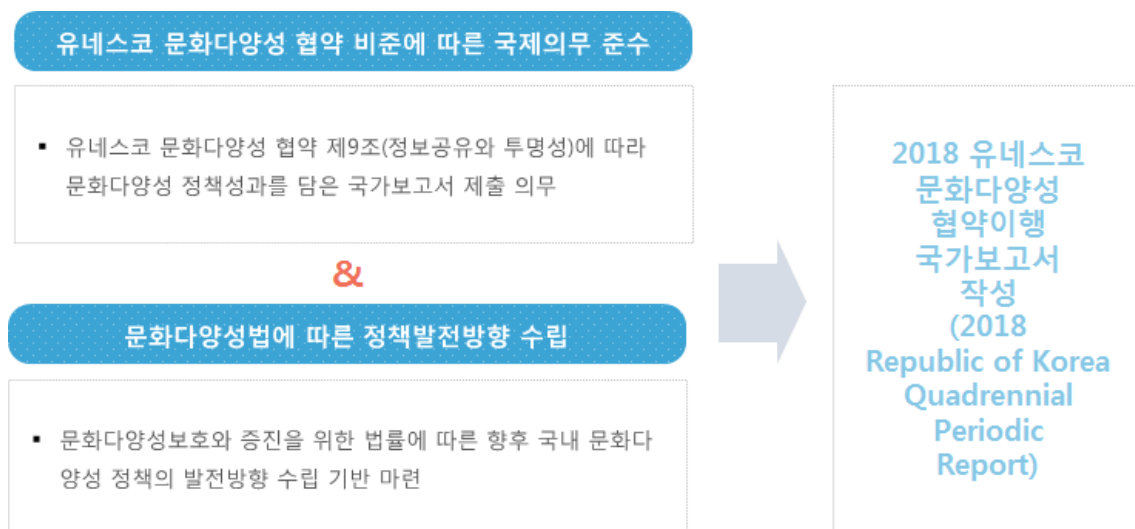 유네스코 문화다양성 협약 비준에 따른 국제의무 준수
▪ 유네스코 문화다양성 협약 제9조(정보공유와 투명성)에 따라
문화다양성 정책성과를 담은 국가보고서 제출 의무
&
문화다양성법에 따른 정책발전방향 수립
▪ 문화다양성보호와 증진을 위한 법률에 따른 향후 국내 문화다
양성 정책의 발전방향 수립 기반 마련
2018 유네스코
문화다양성
협약이행
국가보고서
작성
(2018
Republic of Korea
Quadrennial
Periodic
Report)